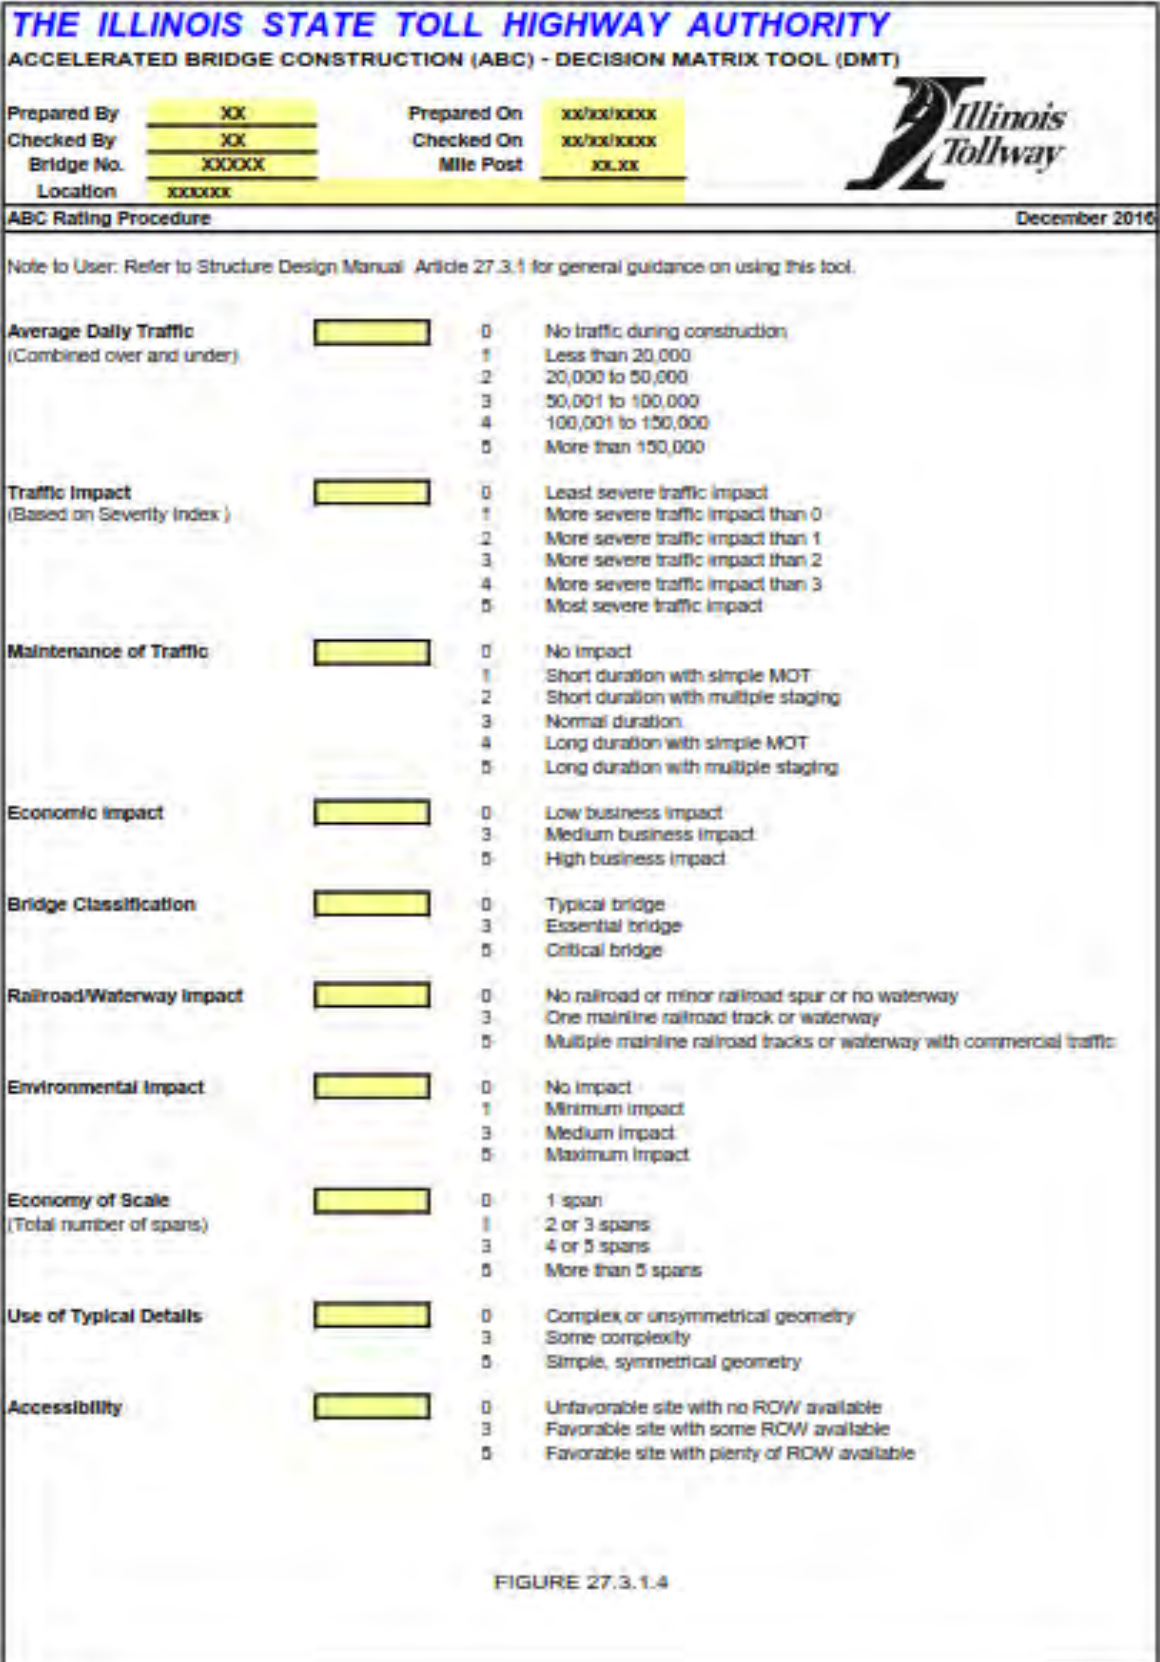 THE ILLINOIS STATE TOLL HIGHWAY AUTHORITY
ACCELERATED BRIDGE CONSTRUCTION (ABC) - DECISION MATRIX TOOL (DMT)
Prepared By XX Prepared On xx/xx/xxxx
Checked By XX Checked On xx/xx/xxxx
Bridge No. XXXXX Mile Post xx.xx
Location xxxxxx
Illinois
Tollway
ABC Rating Procedure December 2016
Note to User: Refer to Structure Design Manual Article 27.3.1 for general guidance on using this tool.
Average Daily Traffic 0 No traffic during construction
(Combined over and under) 1 Less than 20,000
2 20,000 to 50,000
3 50,001 to 100,000
4 100,001 to 150,000
5 More than 150,000
Traffic Impact 0 Least severe traffic impact
(Based on Severity Index ) 1 More severe traffic impact than 0
2 More severe traffic impact than 1
3 More severe traffic impact than 2
4 More severe traffic impact than 3
5 Most severe traffic impact
Maintenance of Traffic 0 No impact
1 Short duration with simple MOT
2 Short duration with multiple staging
3 Normal duration
4 Long duration with simple MOT
5 Long duration with multiple staging
Economic Impact 0 Low business impact
3 Medium business impact
5 High business impact
Bridge Classification 0 Typical bridge
3 Essential bridge
5 Critical bridge
Railroad/Waterway Impact 0 No railroad or minor railroad spur or no waterway
3 One mainline railroad track or waterway
5 Multiple mainline railroad tracks or waterway with commercial traffic
Environmental Impact 0 No impact
1 Minimum impact
3 Medium impact
5 Maximum impact
Economy of Scale 0 1 span
(Total number of spans) 1 2 or 3 spans
3 4 or 5 spans
5 More than 5 spans
Use of Typical Details 0 Complex or unsymmetrical geometry
3 Some complexity
5 Simple, symmetrical geometry
Accessibility 0 Unfavorable site with no ROW available
3 Favorable site with some ROW available
5 Favorable site with plenty of ROW available
FIGURE 27.3.1.4